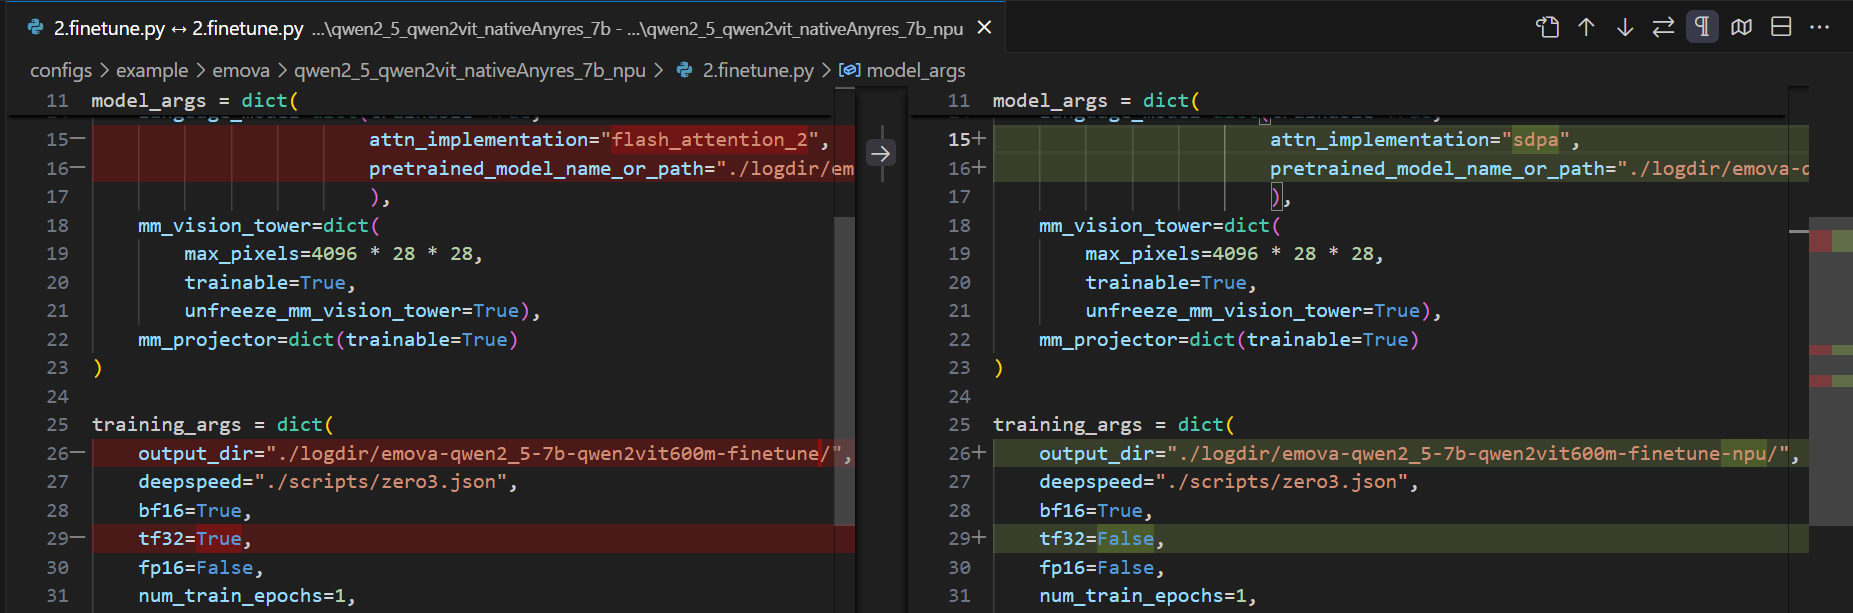 2.finetune.py ↔ 2.finetune.py ...\qwen2_5_qwen2vit_nativeAnyres_7b - ...\qwen2_5_qwen2vit_nativeAnyres_7b_npu
configs > example > emova > qwen2_5_qwen2vit_nativeAnyres_7b_npu > 2.finetune.py > model_args
11 model_args = dict(
15— attn_implementation="flash_attention_2",
16— pretrained_model_name_or_path="./logdir/em
17 ),
18 mm_vision_tower=dict(
19 max_pixels=4096 * 28 * 28,
20 trainable=True,
21 unfreeze_mm_vision_tower=True),
22 mm_projector=dict(trainable=True)
23 )
24
25 training_args = dict(
26— output_dir="./logdir/emova-qwen2_5-7b-qwen2vit600m-finetune/",
27 deepspeed="./scripts/zero3.json",
28 bf16=True,
29— tf32=True,
30 fp16=False,
31 num_train_epochs=1,
11 model_args = dict(
15+ attn_implementation="sdpa",
16+ pretrained_model_name_or_path="./logdir/emova-q
17 ),
18 mm_vision_tower=dict(
19 max_pixels=4096 * 28 * 28,
20 trainable=True,
21 unfreeze_mm_vision_tower=True),
22 mm_projector=dict(trainable=True)
23 )
24
25 training_args = dict(
26+ output_dir="./logdir/emova-qwen2_5-7b-qwen2vit600m-finetune-npu/",
27 deepspeed="./scripts/zero3.json",
28 bf16=True,
29+ tf32=False,
30 fp16=False,
31 num_train_epochs=1,